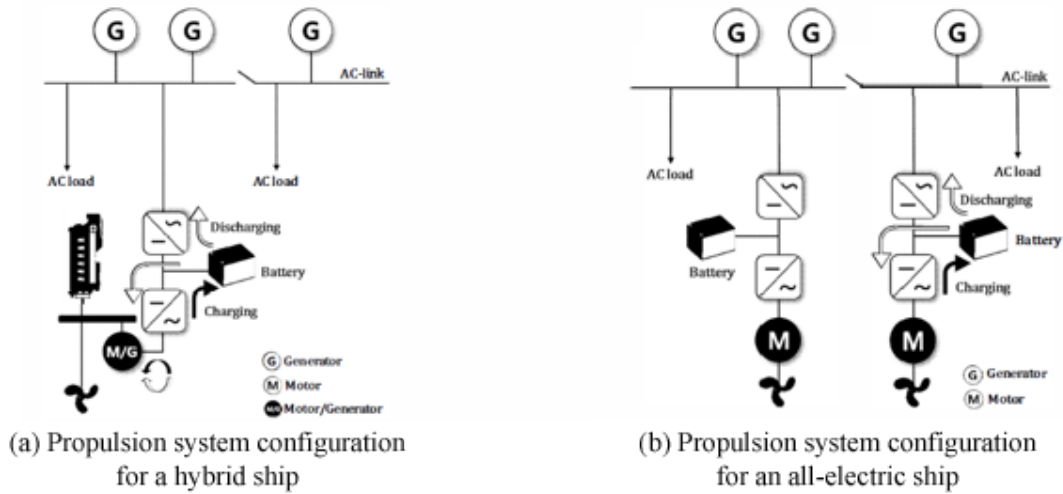 G
G
G
AC-link
AC load
AC load
Discharging
Battery
Charging
M/G
G Generator
M Motor
M/G Motor/Generator
(a) Propulsion system configuration
for a hybrid ship
G
G
G
AC-link
AC load
AC load
Discharging
Battery
Battery
Charging
M
M
G Generator
M Motor
(b) Propulsion system configuration
for an all-electric ship